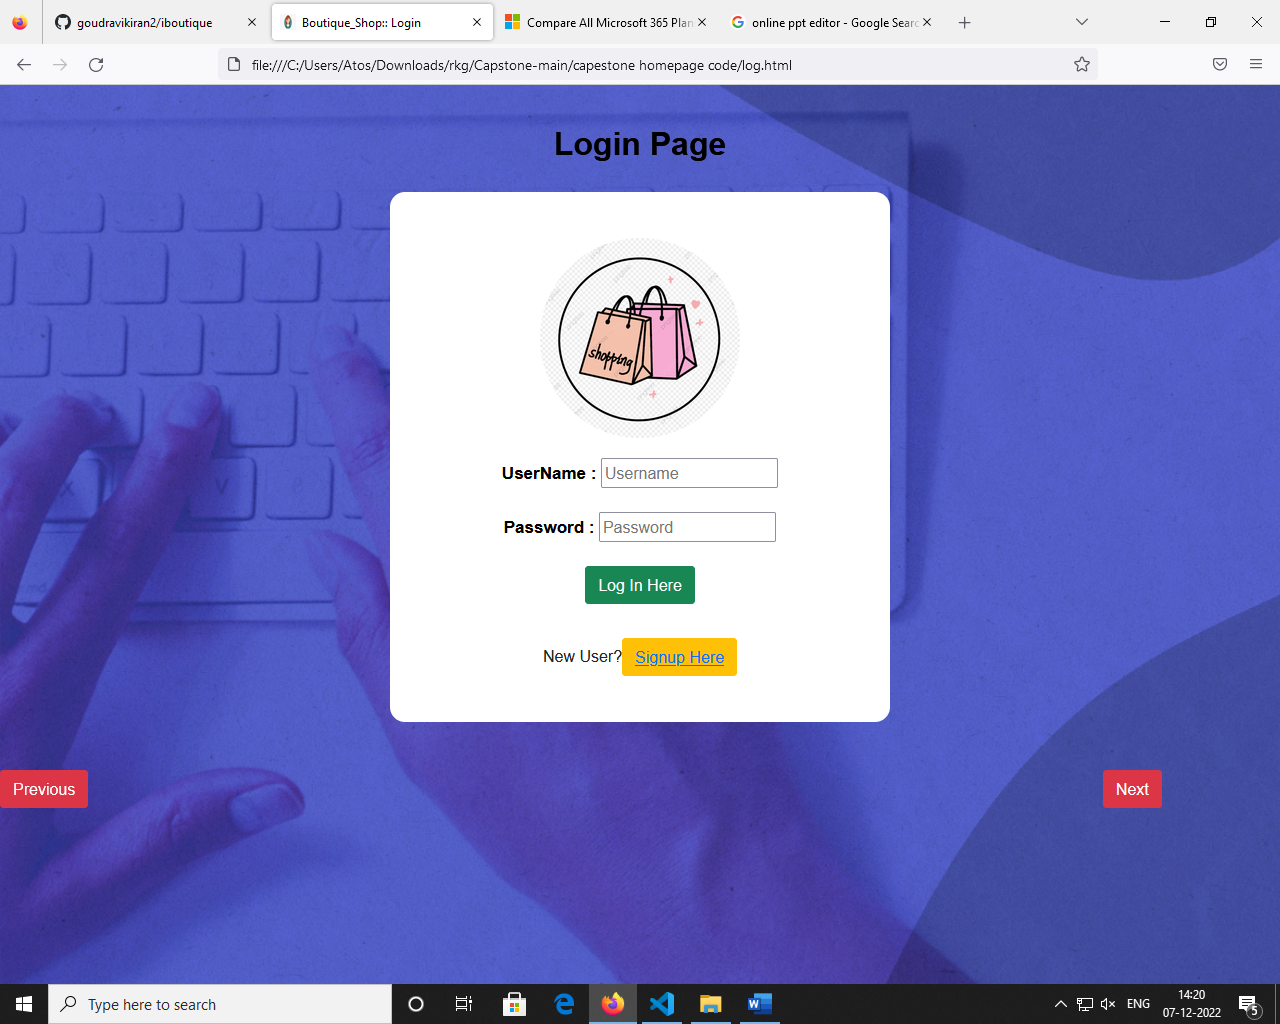 goudravikiran2/iboutique
Boutique_Shop:: Login
Compare All Microsoft 365 Plan
online ppt editor - Google Searc
file:///C:/Users/Atos/Downloads/rkg/Capstone-main/capestone homepage code/log.html
Login Page
shopping
UserName : Username
Password : Password
Log In Here
New User? Signup Here
Previous
Next
Type here to search
ENG
14:20
07-12-2022
5